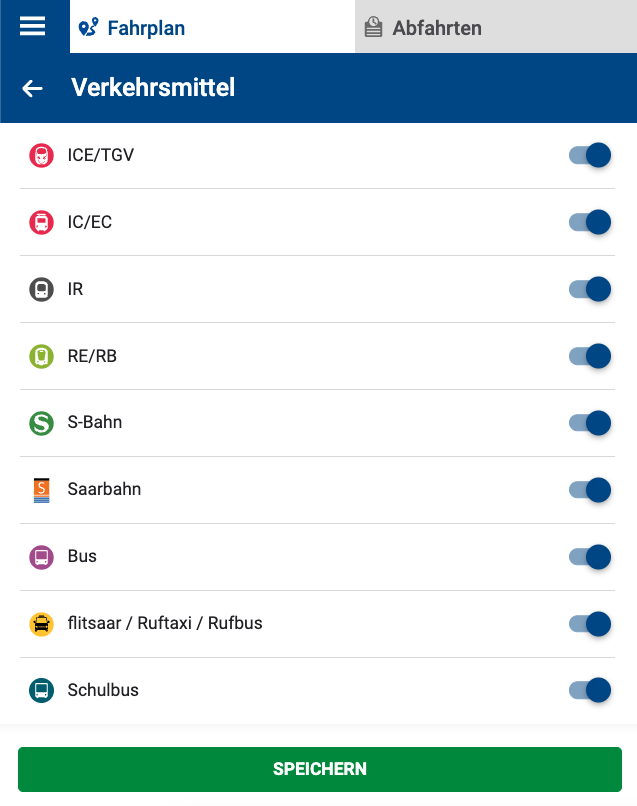 Fahrplan
Abfahrten
Verkehrsmittel
ICE/TGV
IC/EC
IR
RE/RB
S
S-Bahn
S
Saarbahn
Bus
flitsaar / Ruftaxi / Rufbus
Schulbus
SPEICHERN